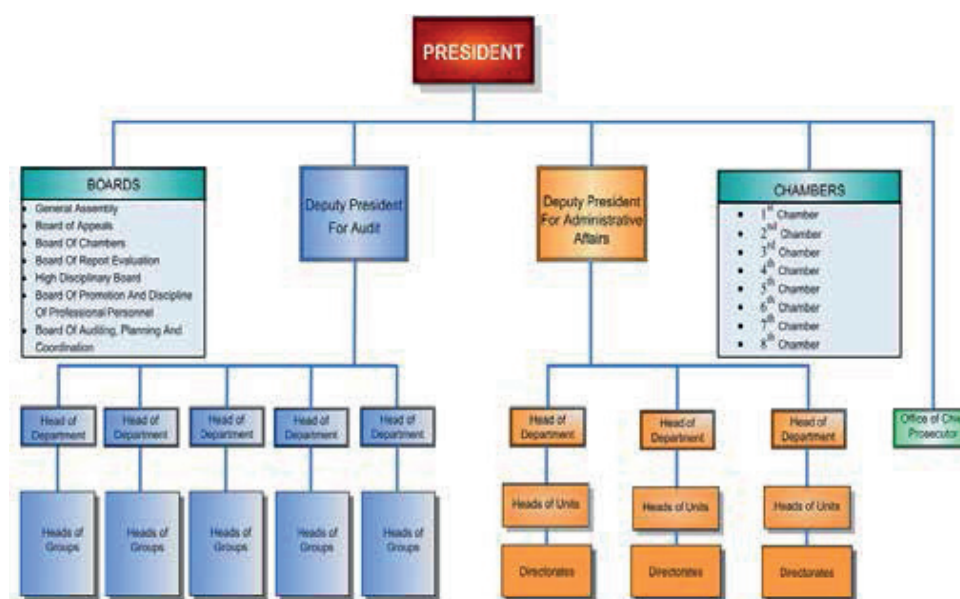 PRESIDENT
BOARDS
• General Assembly
• Board of Appeals
• Board Of Chambers
• Board Of Report Evaluation
• High Disciplinary Board
• Board Of Promotion And Discipline
Of Professional Personnel
• Board Of Auditing, Planning And
Coordination
Deputy President
For Audit
Deputy President
For Administrative
Affairs
CHAMBERS
• 1st Chamber
• 2nd Chamber
• 3rd Chamber
• 4th Chamber
• 5th Chamber
• 6th Chamber
• 7th Chamber
• 8th Chamber
Head of
Department
Head of
Department
Head of
Department
Head of
Department
Head of
Department
Head of
Department
Head of
Department
Head of
Department
Office of Chief
Prosecutor
Heads of
Groups
Heads of
Groups
Heads of
Groups
Heads of
Groups
Heads of
Groups
Heads of Units
Heads of Units
Heads of Units
Directorates
Directorates
Directorates